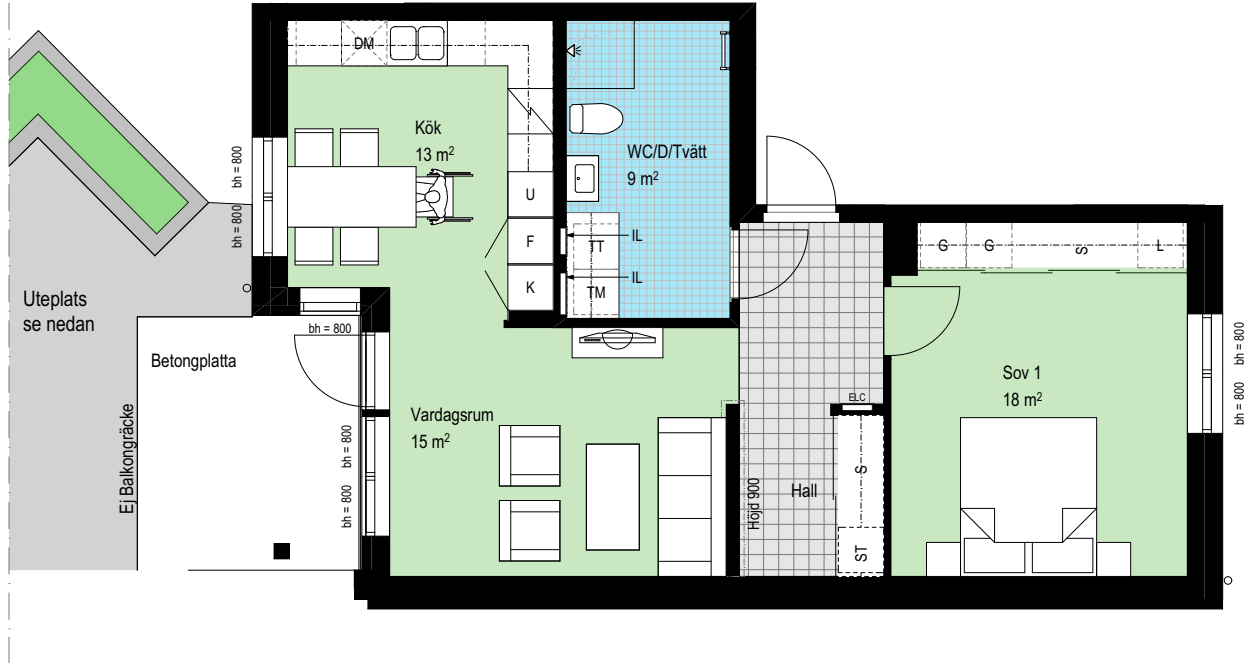 DM
Kök
13 m²
bh = 800
bh = 800
U
F
K
WC/D/Tvätt
9 m²
IL
TT
IL
TM
G
G
S
L
Uteplats
se nedan
bh = 800
Betongplatta
Ej Balkongräcke
Vardagsrum
15 m²
bh = 800
bh = 800
Höjd 900
Hall
ELC
S
ST
Sov 1
18 m²
bh = 800
bh = 800